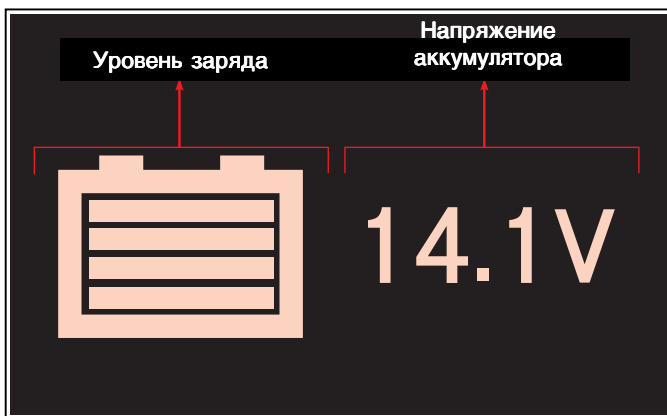 Уровень заряда
Напряжение
аккумулятора
14.1V